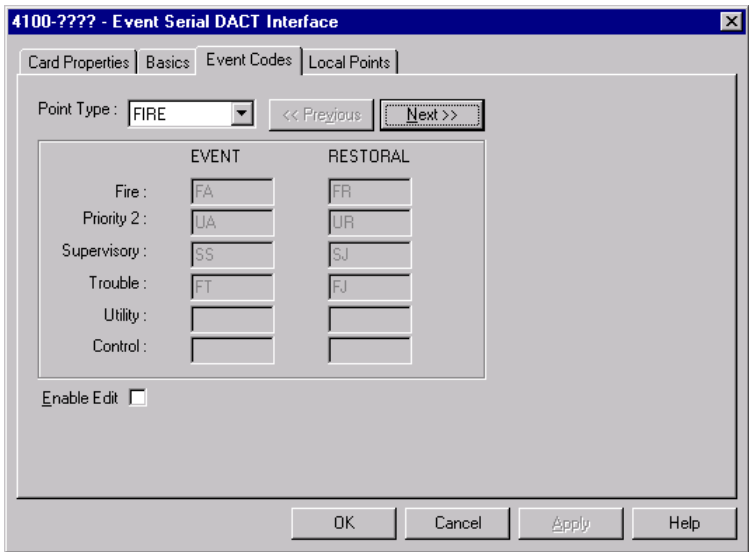 4100-???? - Event Serial DACT Interface
Card Properties Basics Event Codes Local Points
Point Type : FIRE << Previous Next >>
EVENT RESTORAL
Fire : FA FR
Priority 2 : UA UR
Supervisory : SS SJ
Trouble : FT FJ
Utility :
Control :
Enable Edit
OK Cancel Apply Help